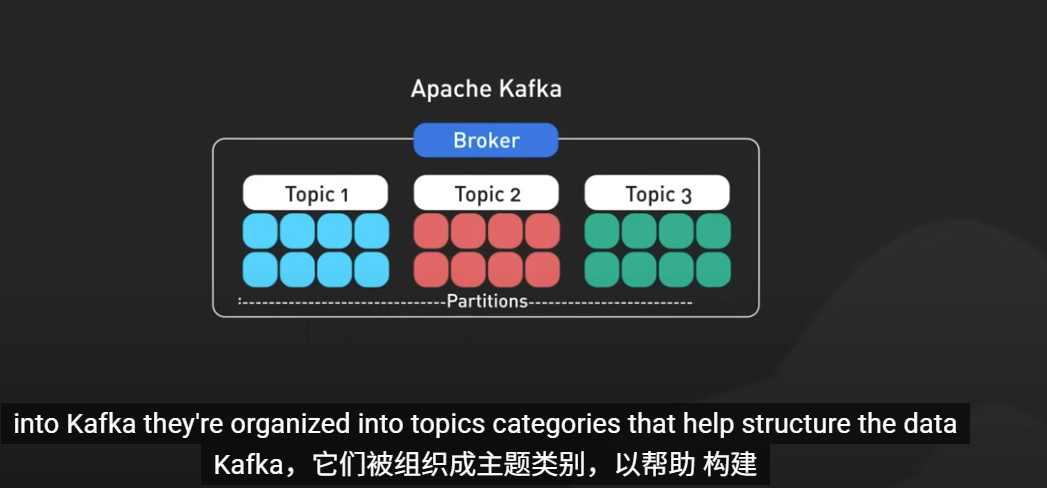 Apache Kafka
Broker
Topic 1
Topic 2
Topic 3
Partitions
into Kafka they're organized into topics categories that help structure the data
Kafka，它们被组织成主题类别，以帮助 构建